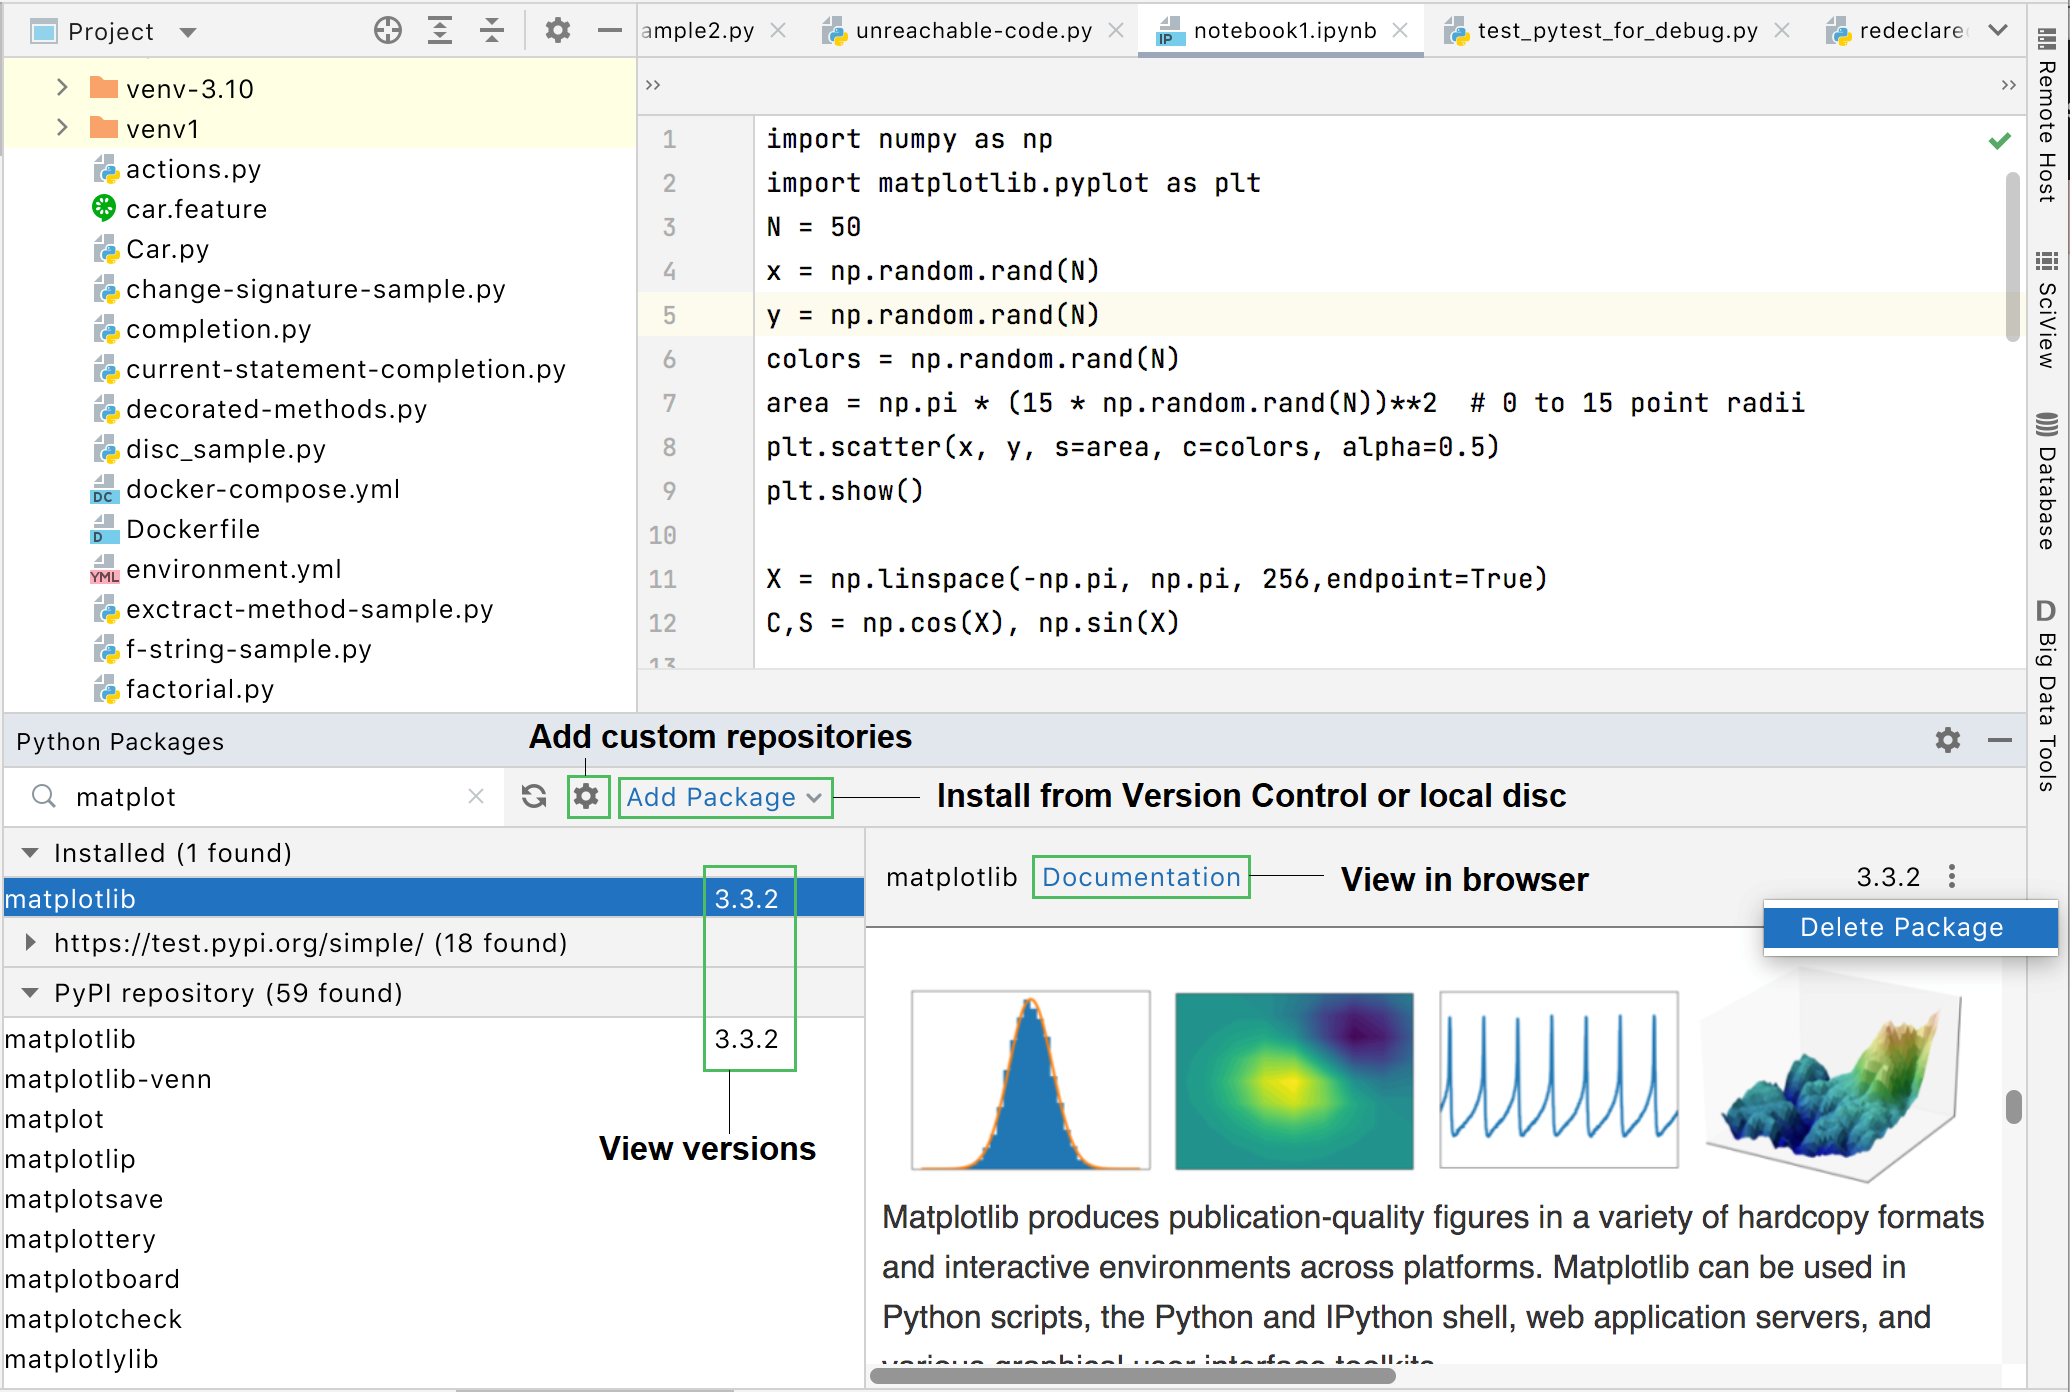 Project
ample2.py
unreachable-code.py
notebook1.ipynb
test_pytest_for_debug.py
redeclare
venv-3.10
venv1
actions.py
car.feature
Car.py
change-signature-sample.py
completion.py
current-statement-completion.py
decorated-methods.py
disc_sample.py
DC docker-compose.yml
D Dockerfile
YML environment.yml
exctract-method-sample.py
f-string-sample.py
factorial.py
IP
»
»
1 import numpy as np
2 import matplotlib.pyplot as plt
3 N = 50
4 x = np.random.rand(N)
5 y = np.random.rand(N)
6 colors = np.random.rand(N)
7 area = np.pi * (15 * np.random.rand(N))**2  # 0 to 15 point radii
8 plt.scatter(x, y, s=area, c=colors, alpha=0.5)
9 plt.show()
10
11 X = np.linspace(-np.pi, np.pi, 256,endpoint=True)
12 C,S = np.cos(X), np.sin(X)
13
Remote Host
SciView
Database
D Big Data Tools
Python Packages
Add custom repositories
matplot
Add Package
Install from Version Control or local disc
Installed (1 found)
matplotlib 3.3.2
https://test.pypi.org/simple/ (18 found)
PyPI repository (59 found)
matplotlib 3.3.2
matplotlib-venn
matplot
matplotlip
matplotsave
matplottery
matplotboard
matplotcheck
matplotlylib
View versions
matplotlib Documentation
View in browser
3.3.2
Delete Package
Matplotlib produces publication-quality figures in a variety of hardcopy formats
and interactive environments across platforms. Matplotlib can be used in
Python scripts, the Python and IPython shell, web application servers, and
various graphical user interface toolkits.